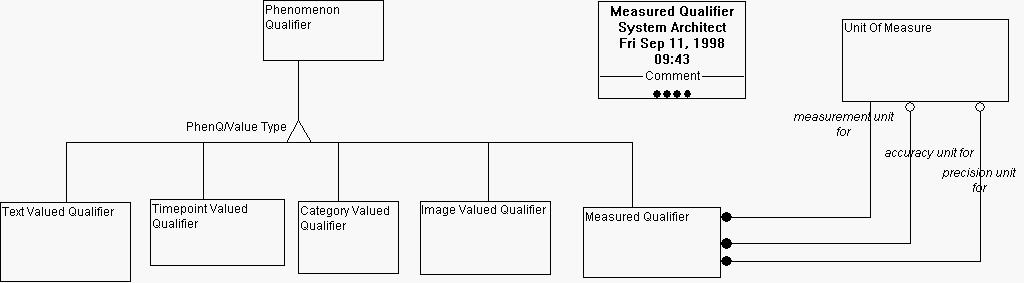 Phenomenon
Qualifier
Measured Qualifier
System Architect
Fri Sep 11, 1998
09:43
Comment
Unit Of Measure
PhenQ/Value Type
measurement unit
for
accuracy unit for
precision unit
for
Text Valued Qualifier
Timepoint Valued
Qualifier
Category Valued
Qualifier
Image Valued Qualifier
Measured Qualifier